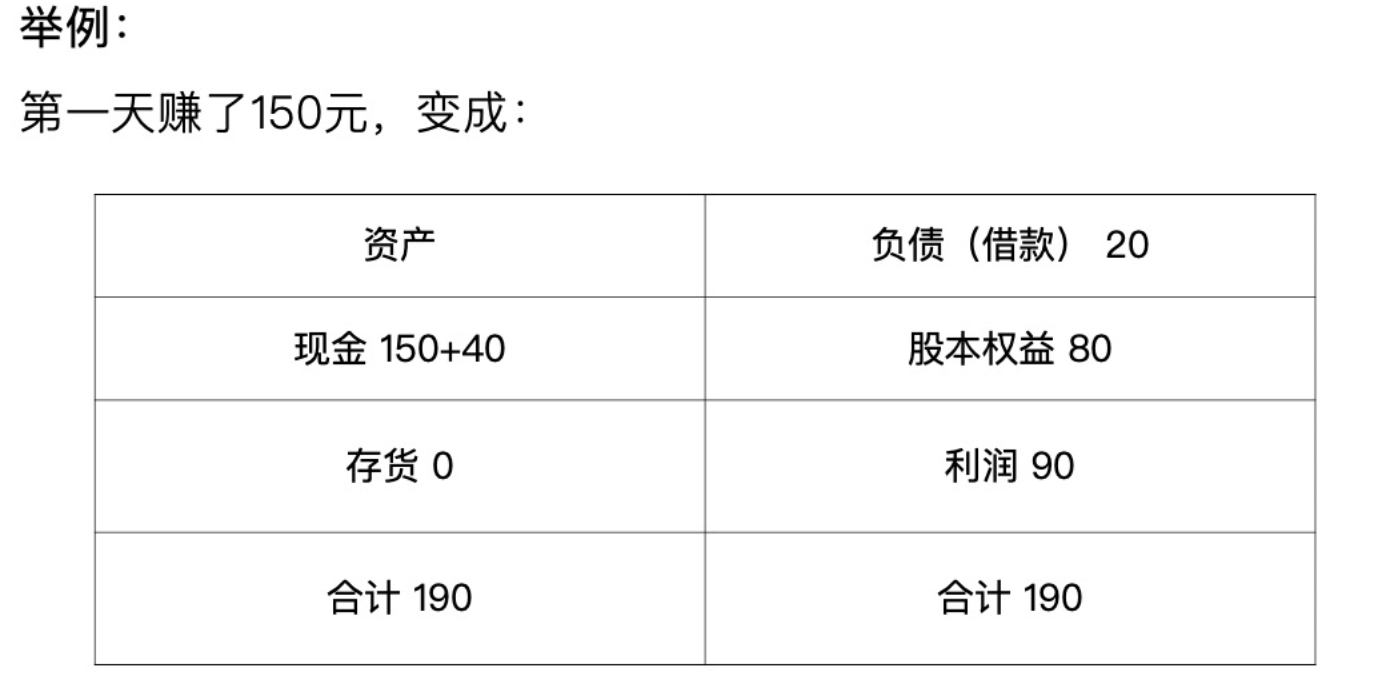 举例：
第一天赚了150元，变成：
资产 负债（借款） 20
现金 150+40 股本权益 80
存货 0 利润 90
合计 190 合计 190